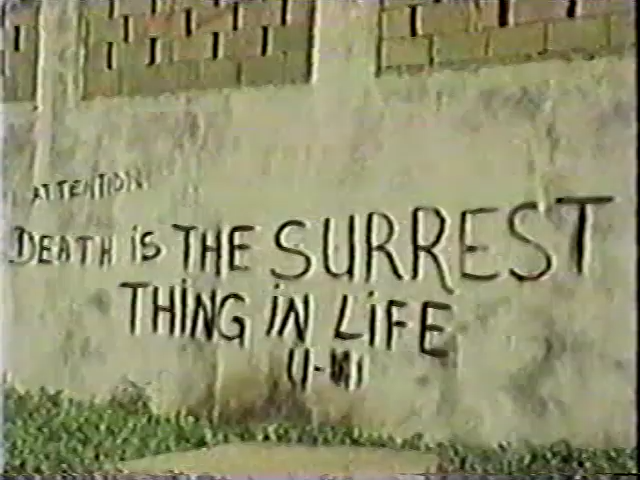 ATTENTION
DEATH iS THE SURREST
THiNG iN LiFE